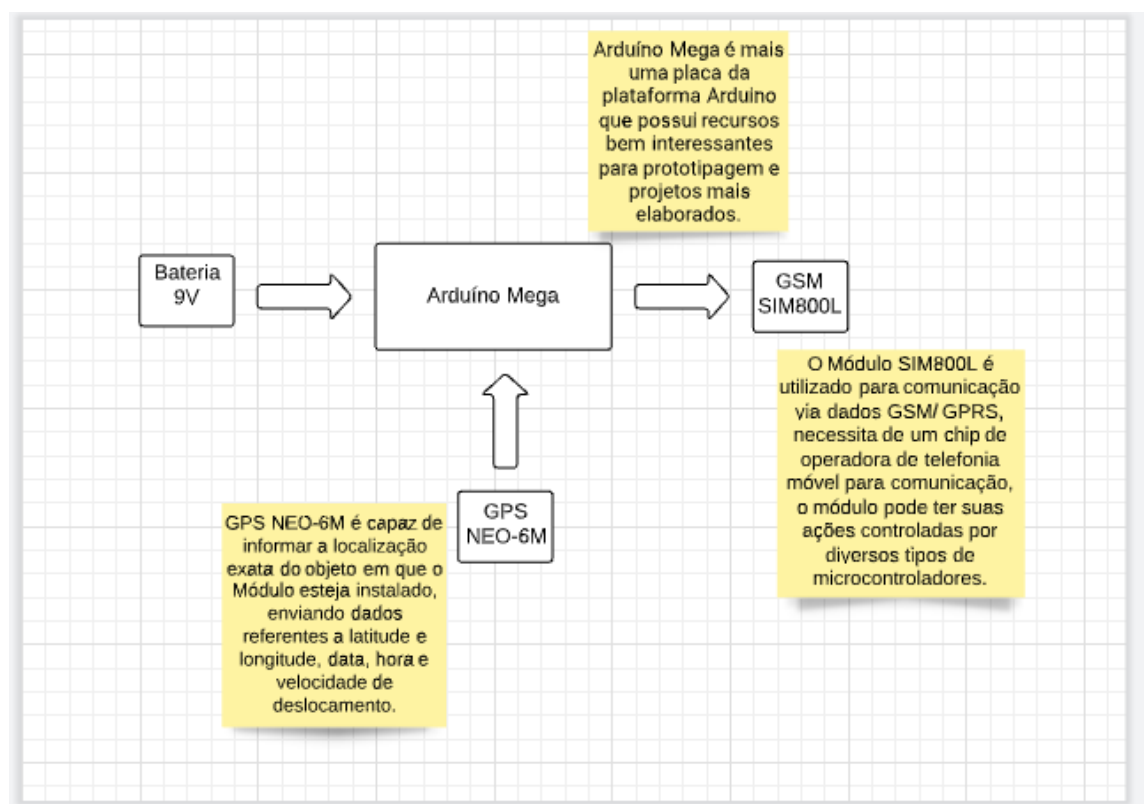 Arduíno Mega é mais
uma placa da
plataforma Arduino
que possui recursos
bem interessantes
para prototipagem e
projetos mais
elaborados.
Bateria
9V
Arduíno Mega
GSM
SIM800L
O Módulo SIM800L é
utilizado para comunicação
via dados GSM/ GPRS,
necessita de um chip de
operadora de telefonia
móvel para comunicação,
o módulo pode ter suas
ações controladas por
diversos tipos de
microcontroladores.
GPS
NEO-6M
GPS NEO-6M é capaz de
informar a localização
exata do objeto em que o
Módulo esteja instalado,
enviando dados
referentes a latitude e
longitude, data, hora e
velocidade de
deslocamento.